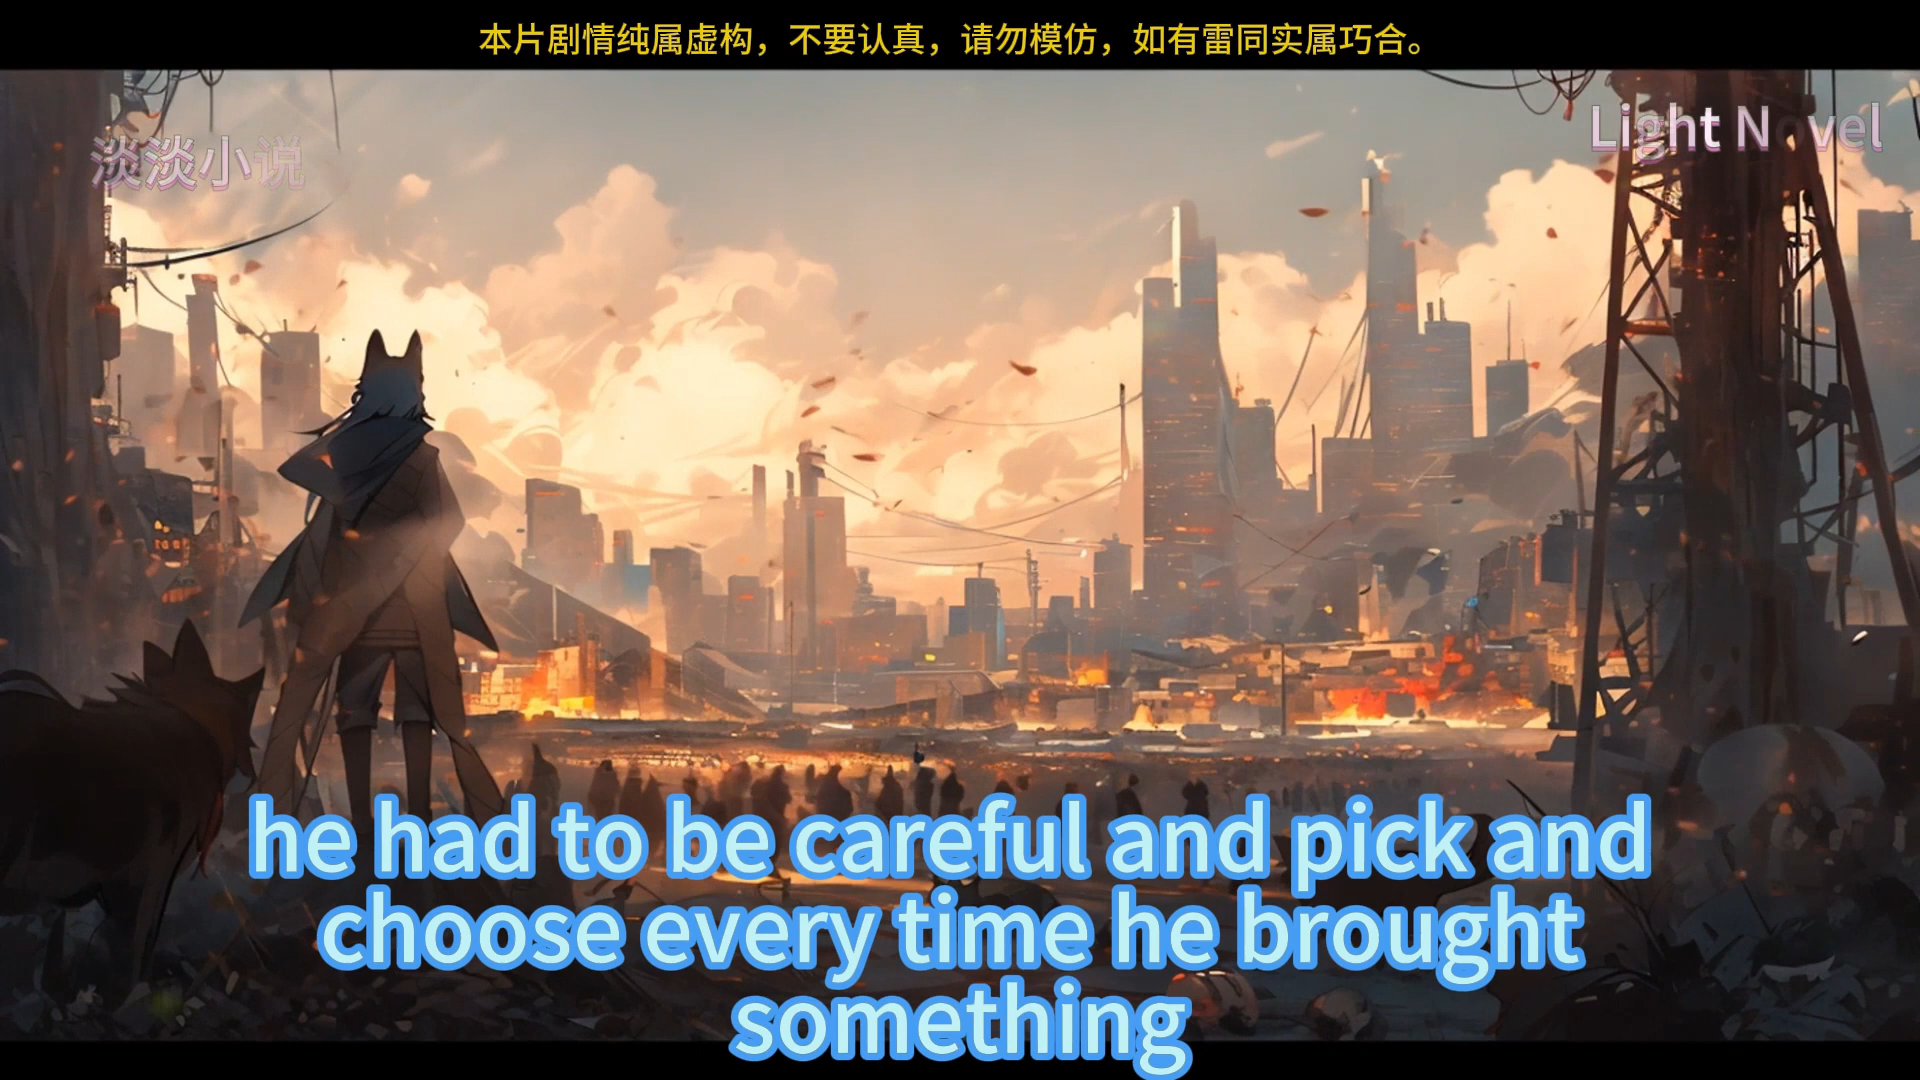 本片剧情纯属虚构，不要认真，请勿模仿，如有雷同实属巧合。
淡淡小说
Light Novel
he had to be careful and pick and
choose every time he brought
something